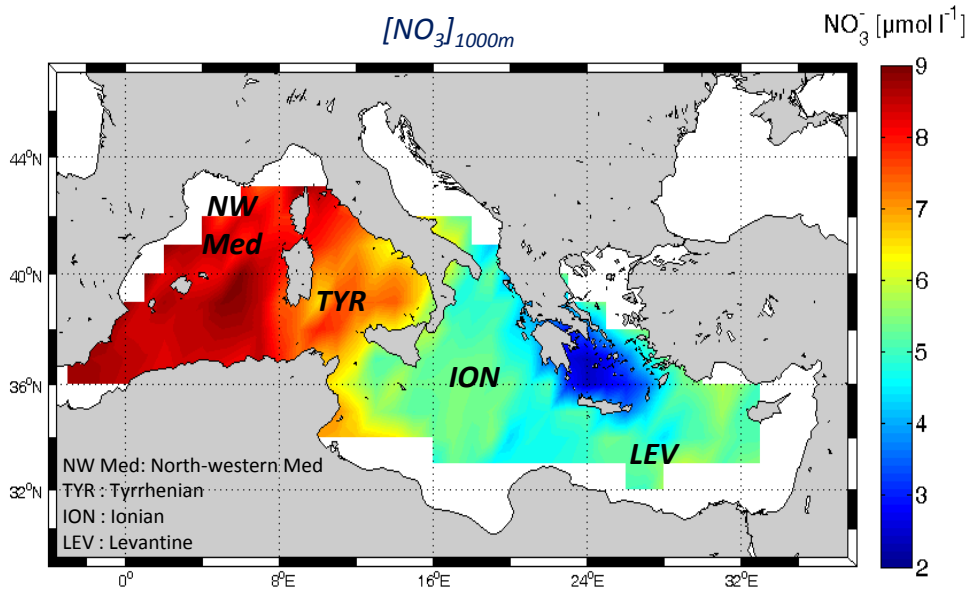 [NO3]1000m
NO3- [µmol l-1]
44°N
40°N
36°N
32°N
0°
8°E
16°E
24°E
32°E
NW
Med
TYR
ION
LEV
NW Med: North-western Med
TYR : Tyrrhenian
ION : Ionian
LEV : Levantine
9
8
7
6
5
4
3
2